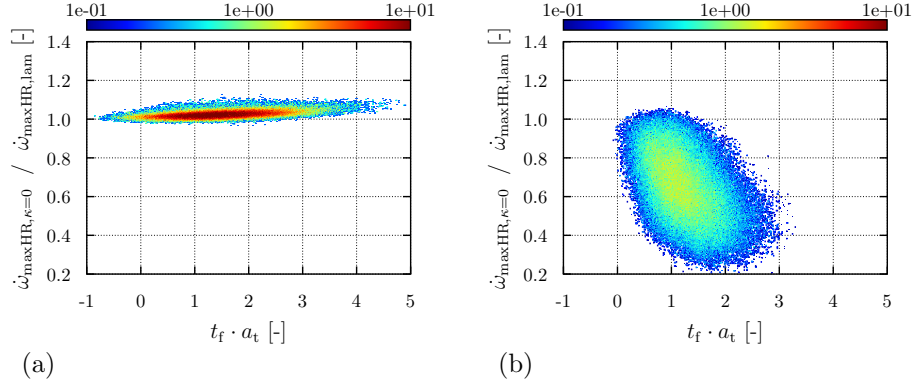 1e-01 1e+00 1e+01
1.4
1.2
1.0
0.8
0.6
0.4
0.2
-1 0 1 2 3 4 5
ω̇maxHR,κ=0 / ω̇maxHR,lam [-]
tf · at [-]
(a)
1e-01 1e+00 1e+01
1.4
1.2
1.0
0.8
0.6
0.4
0.2
-1 0 1 2 3 4 5
ω̇maxHR,κ=0 / ω̇maxHR,lam [-]
tf · at [-]
(b)